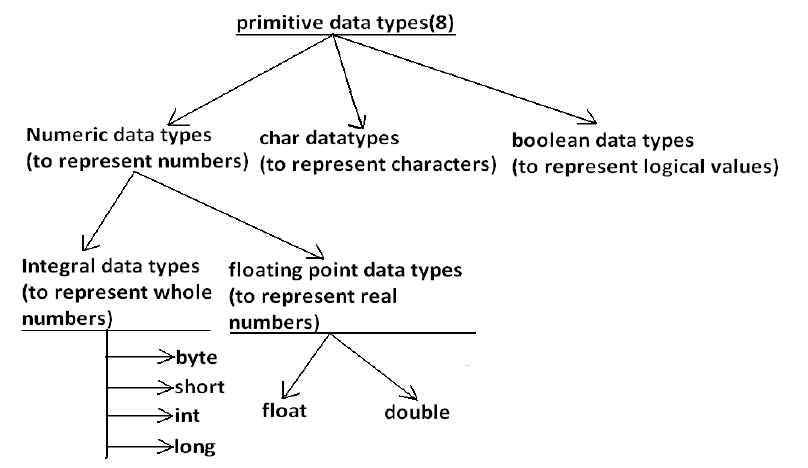 primitive data types(8)
Numeric data types
(to represent numbers)
char datatypes
(to represent characters)
boolean data types
(to represent logical values)
Integral data types
(to represent whole
numbers)
floating point data types
(to represent real
numbers)
byte
short
int
long
float
double